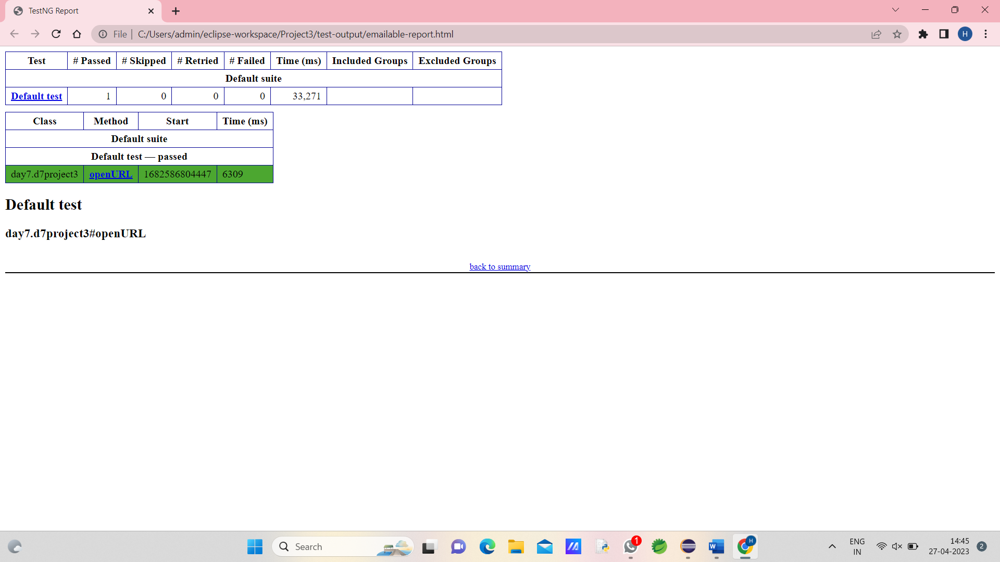 TestNG Report
File
C:/Users/admin/eclipse-workspace/Project3/test-output/emailable-report.html
H
Test # Passed # Skipped # Retried # Failed Time (ms) Included Groups Excluded Groups
Default suite
Default test 1 0 0 0 33,271
Class Method Start Time (ms)
Default suite
Default test — passed
day7.d7project3 openURL 1682586804447 6309
Default test
day7.d7project3#openURL
back to summary
Search
1
W
H
ENG
IN
14:45
27-04-2023
2